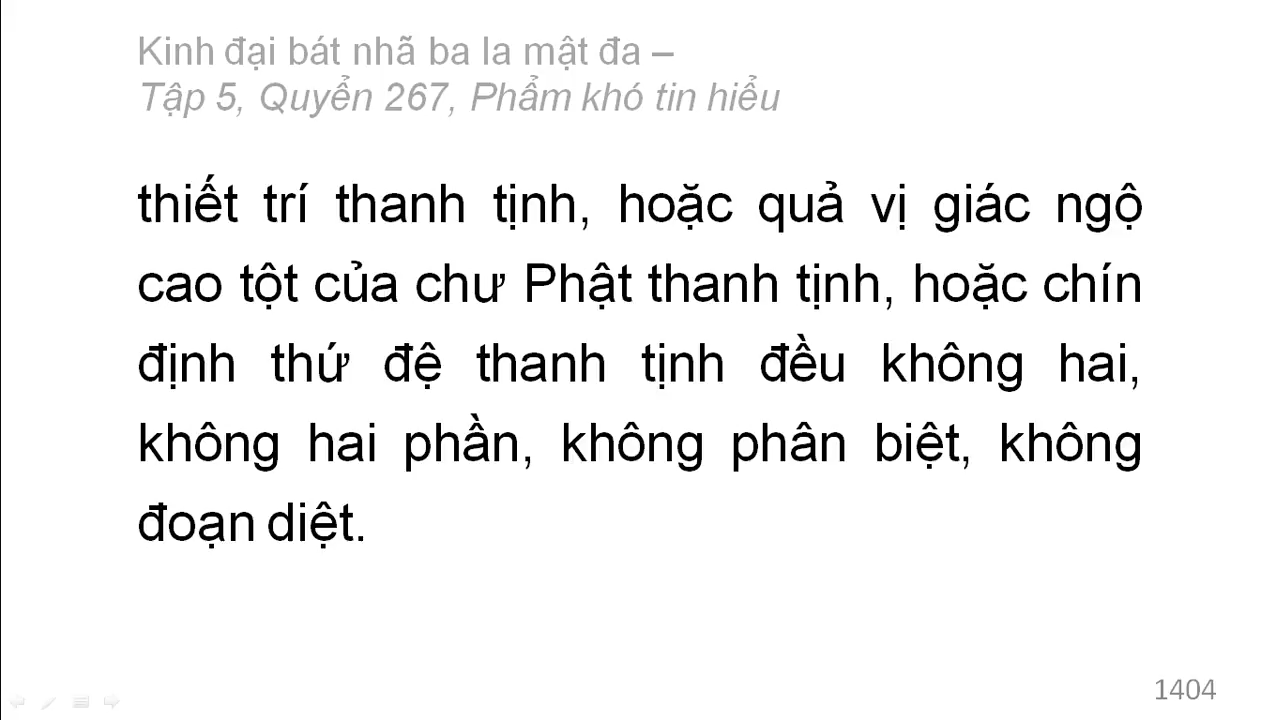 Kinh đại bát nhã ba la mật đa –
Tập 5, Quyển 267, Phẩm khó tin hiểu
thiết trí thanh tịnh, hoặc quả vị giác ngộ
cao tột của chư Phật thanh tịnh, hoặc chín
định thứ đệ thanh tịnh đều không hai,
không hai phần, không phân biệt, không
đoạn diệt.
1404